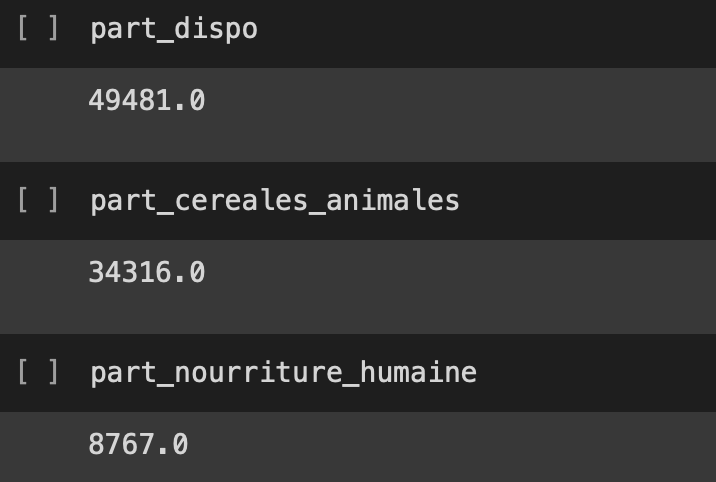 [ ] part_dispo
49481.0
[ ] part_cereales_animales
34316.0
[ ] part_nourriture_humaine
8767.0